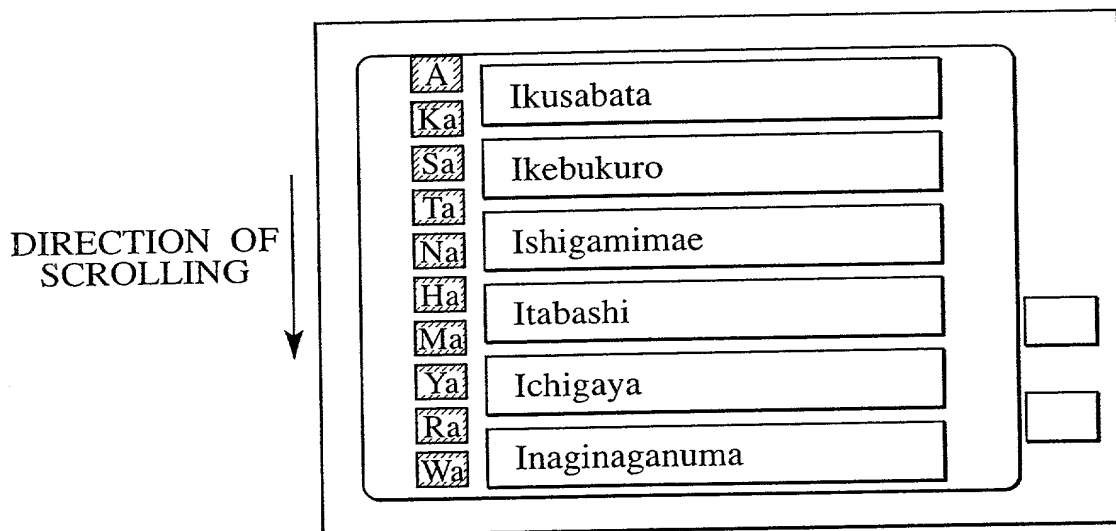 DIRECTION OF
SCROLLING
A
Ka
Sa
Ta
Na
Ha
Ma
Ya
Ra
Wa
Ikusabata
Ikebukuro
Ishigamimae
Itabashi
Ichigaya
Inaginaganuma